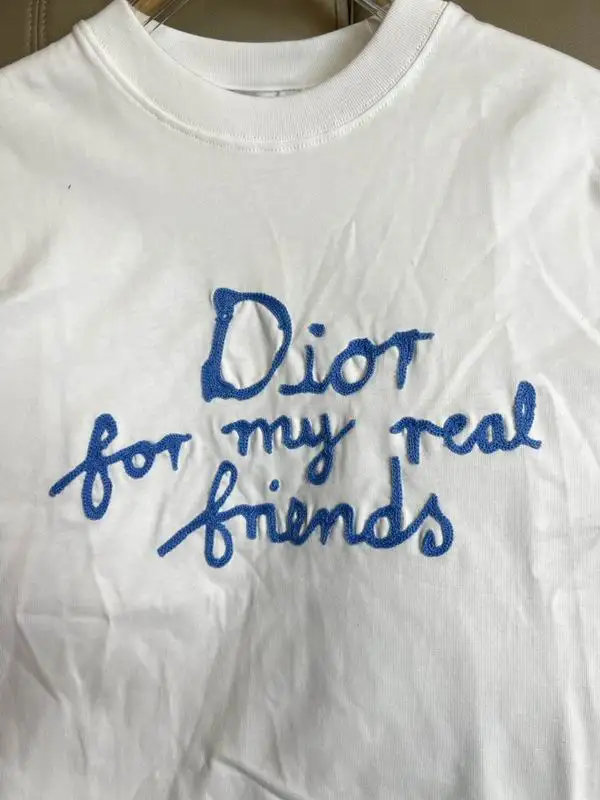 Dior
for my real
friends